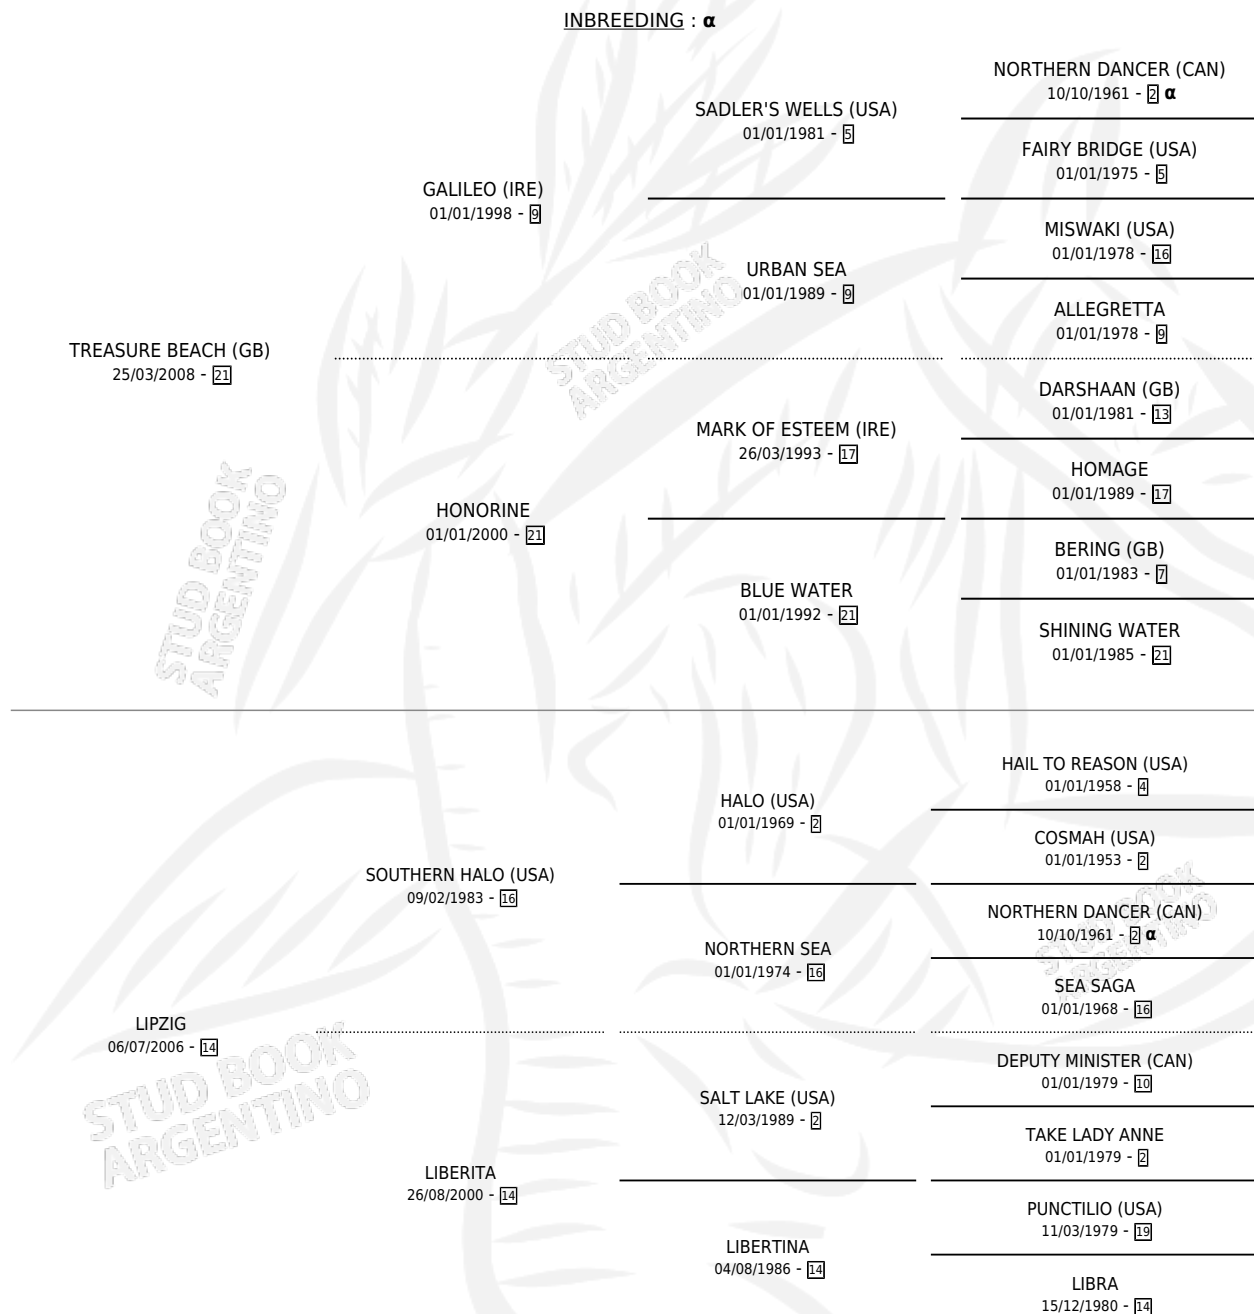 INBREEDING : α
NORTHERN DANCER (CAN)
10/10/1961 - 2 α
SADLER'S WELLS (USA)
01/01/1981 - 5
FAIRY BRIDGE (USA)
01/01/1975 - 5
GALILEO (IRE)
01/01/1998 - 9
MISWAKI (USA)
01/01/1978 - 16
URBAN SEA
01/01/1989 - 9
ALLEGRETTA
01/01/1978 - 9
TREASURE BEACH (GB)
25/03/2008 - 21
DARSHAAN (GB)
01/01/1981 - 13
MARK OF ESTEEM (IRE)
26/03/1993 - 17
HOMAGE
01/01/1989 - 17
HONORINE
01/01/2000 - 21
BERING (GB)
01/01/1983 - 7
BLUE WATER
01/01/1992 - 21
SHINING WATER
01/01/1985 - 21
HAIL TO REASON (USA)
01/01/1958 - 4
HALO (USA)
01/01/1969 - 2
COSMAH (USA)
01/01/1953 - 2
SOUTHERN HALO (USA)
09/02/1983 - 16
NORTHERN DANCER (CAN)
10/10/1961 - 2 α
NORTHERN SEA
01/01/1974 - 16
SEA SAGA
01/01/1968 - 16
LIPZIG
06/07/2006 - 14
DEPUTY MINISTER (CAN)
01/01/1979 - 10
SALT LAKE (USA)
12/03/1989 - 2
TAKE LADY ANNE
01/01/1979 - 2
LIBERITA
26/08/2000 - 14
PUNCTILIO (USA)
11/03/1979 - 19
LIBERTINA
04/08/1986 - 14
LIBRA
15/12/1980 - 14
STUD BOOK
ARGENTINO
STUD BOOK
ARGENTINO
STUD BOOK
ARGENTINO
STUD BOOK
ARGENTINO